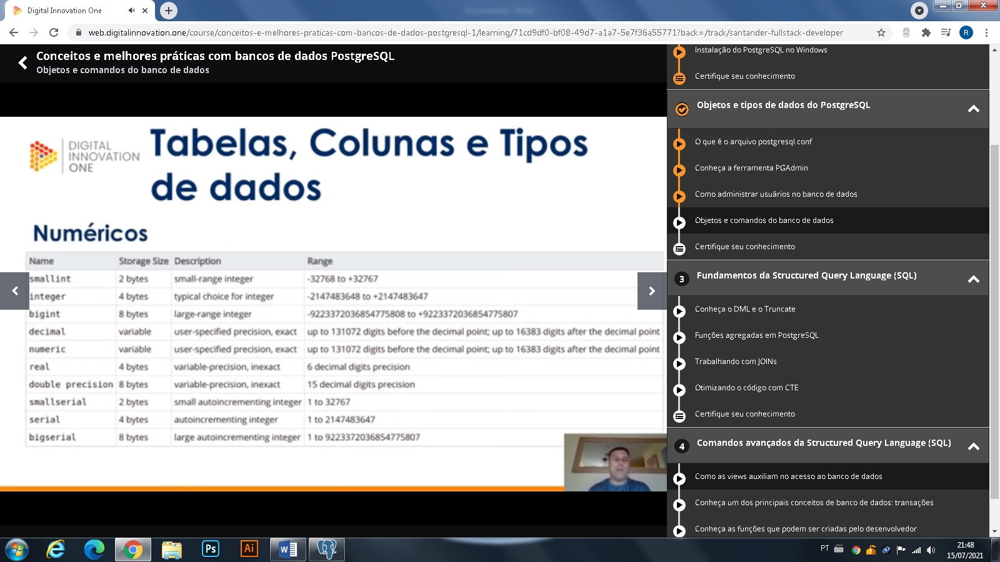 Digital Innovation One
web.digitalinnovation.one/course/conceitos-e-melhores-praticas-com-bancos-de-dados-postgresql-1/learning/71cd9df0-bf08-49d7-a1a7-5e7f36a55771?back=/track/santander-fullstack-developer
R
Conceitos e melhores práticas com bancos de dados PostgreSQL
Objetos e comandos do banco de dados
DIGITAL
INNOVATION
ONE
Tabelas, Colunas e Tipos
de dados
Numéricos
Name Storage Size Description Range
smallint 2 bytes small-range integer -32768 to +32767
integer 4 bytes typical choice for integer -2147483648 to +2147483647
bigint 8 bytes large-range integer -9223372036854775808 to +9223372036854775807
decimal variable user-specified precision, exact up to 131072 digits before the decimal point; up to 16383 digits after the decimal point
numeric variable user-specified precision, exact up to 131072 digits before the decimal point; up to 16383 digits after the decimal point
real 4 bytes variable-precision, inexact 6 decimal digits precision
double precision 8 bytes variable-precision, inexact 15 decimal digits precision
smallserial 2 bytes small autoincrementing integer 1 to 32767
serial 4 bytes autoincrementing integer 1 to 2147483647
bigserial 8 bytes large autoincrementing integer 1 to 9223372036854775807
Instalação do PostgreSQL no Windows
Certifique seu conhecimento
Objetos e tipos de dados do PostgreSQL
O que é o arquivo postgresql.conf
Conheça a ferramenta PGAdmin
Como administrar usuários no banco de dados
Objetos e comandos do banco de dados
Certifique seu conhecimento
3 Fundamentos da Structured Query Language (SQL)
Conheça o DML e o Truncate
Funções agregadas em PostgreSQL
Trabalhando com JOINs
Otimizando o código com CTE
Certifique seu conhecimento
4 Comandos avançados da Structured Query Language (SQL)
Como as views auxiliam no acesso ao banco de dados
Conheça um dos principais conceitos de banco de dados: transações
Conheça as funções que podem ser criadas pelo desenvolvedor
Ps
Ai
W
PT
21:48
15/07/2021